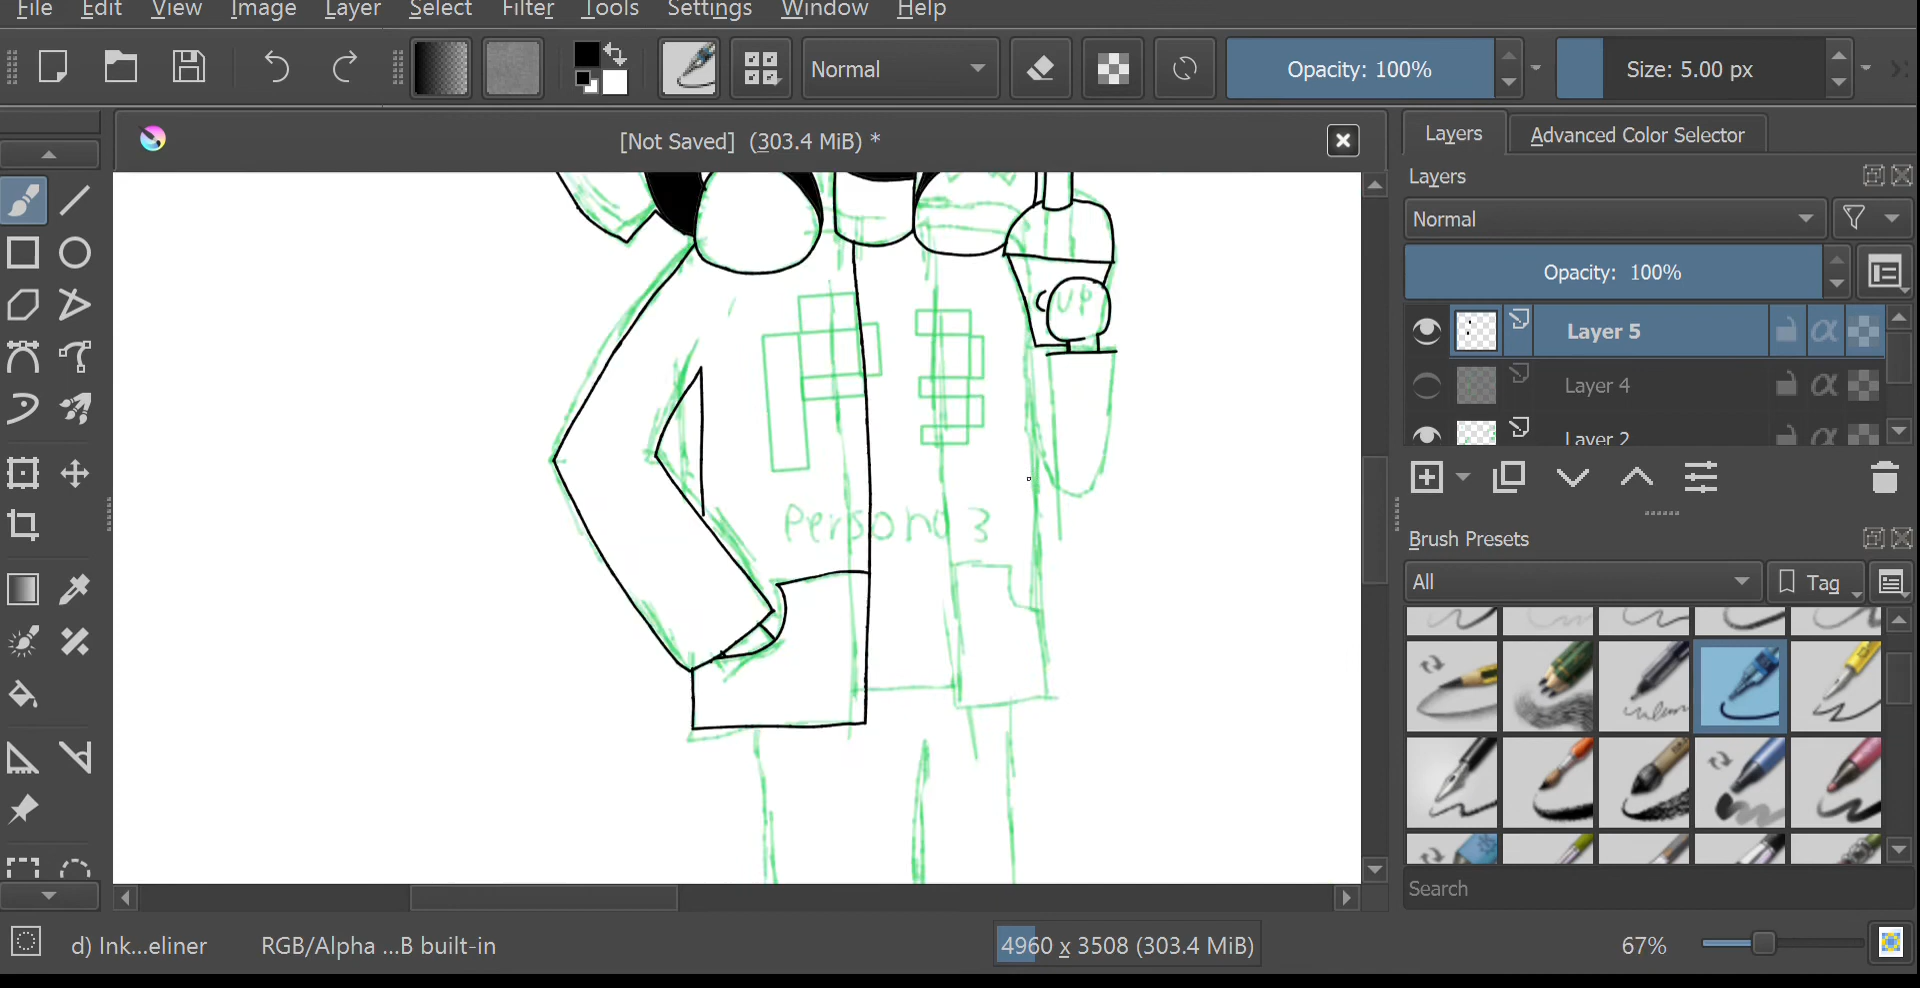 File Edit View Image Layer Select Filter Tools Settings Window Help
Normal Opacity: 100% Size: 5.00 px
[Not Saved] (303.4 MiB) *
Layers Advanced Color Selector
Layers
Normal
Opacity: 100%
Layer 5
Layer 4
Layer 2
UP
Persona 3
Brush Presets
All Tag
Search
d) Ink...eliner RGB/Alpha ...B built-in 4960 x 3508 (303.4 MiB) 67%